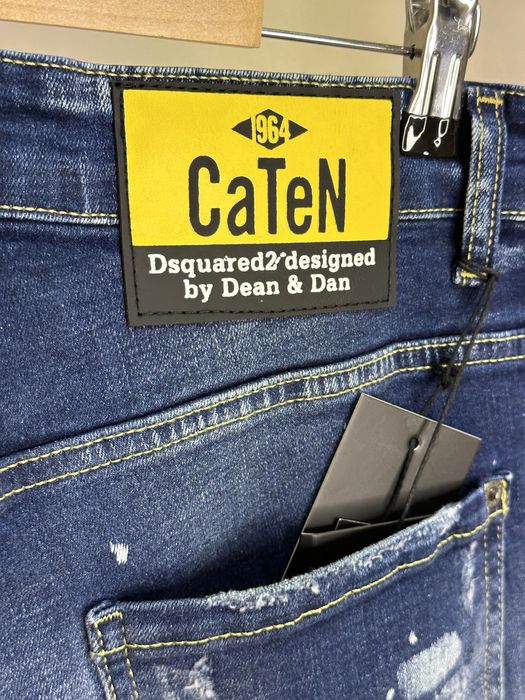 1964
CaTeN
Dsquared2 designed
by Dean & Dan